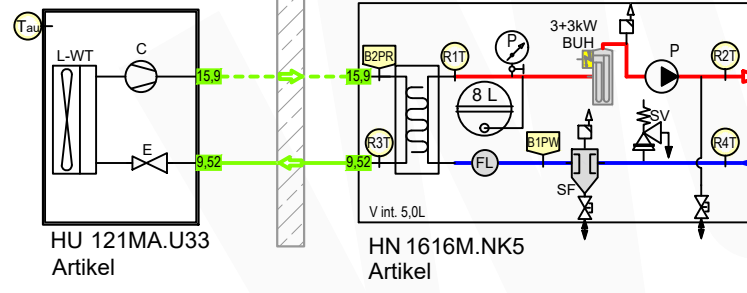 Tau
L-WT
C
E
15,9
9,52
15,9
9,52
B2PR
R3T
R1T
P
8 L
3+3kW
BUH
P
R2T
SV
R4T
FL
B1PW
SF
V int. 5,0L
HU 121MA.U33
Artikel
HN 1616M.NK5
Artikel